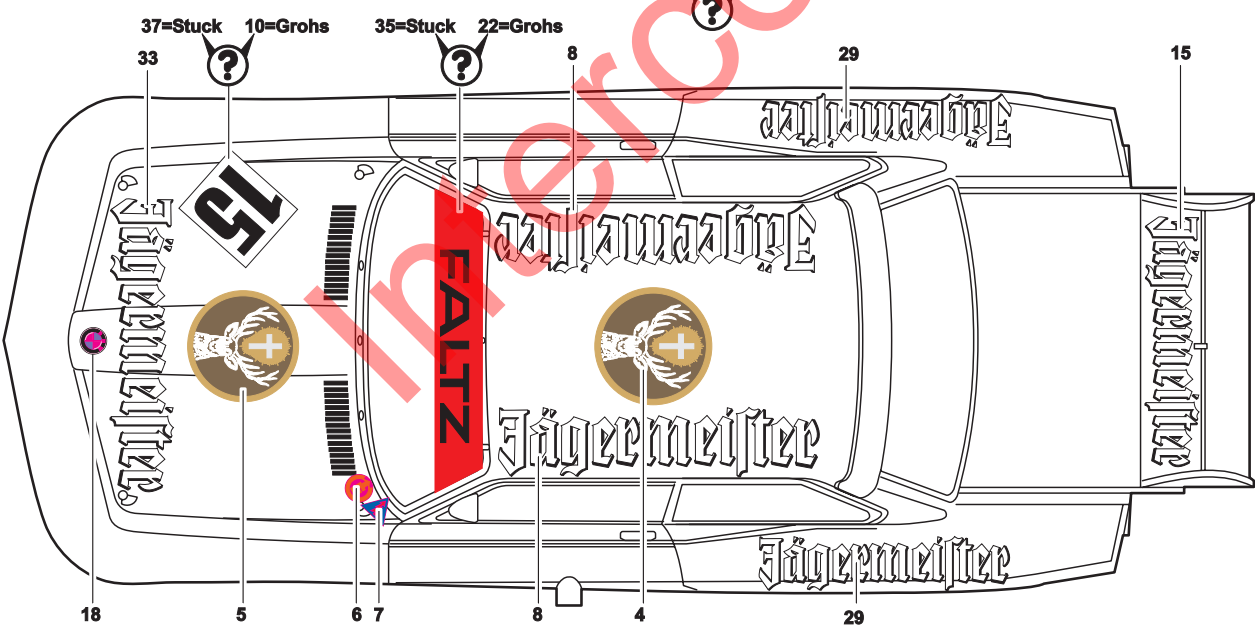 ?
37=Stuck 10=Grohs
35=Stuck 22=Grohs
? ?
33 8 29 15
Jägermeiſter
15
Jägermeiſter
Jägermeiſter
FALTZ
Jägermeiſter
Jägermeiſter
Jägermeiſter
18 5 6 7 8 4 29
Interco